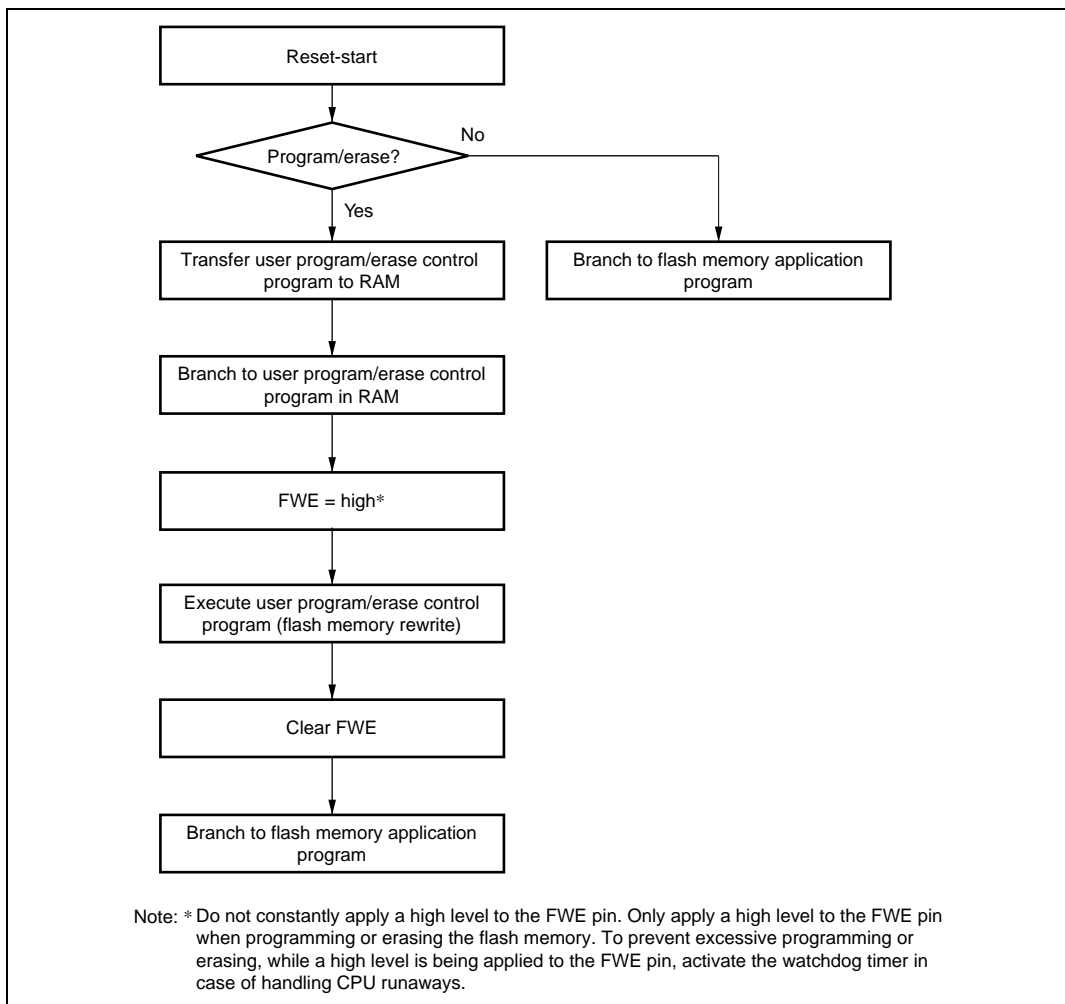 Reset-start
Program/erase?
No
Yes
Transfer user program/erase control
program to RAM
Branch to flash memory application
program
Branch to user program/erase control
program in RAM
FWE = high*
Execute user program/erase control
program (flash memory rewrite)
Clear FWE
Branch to flash memory application
program
Note: * Do not constantly apply a high level to the FWE pin. Only apply a high level to the FWE pin
when programming or erasing the flash memory. To prevent excessive programming or
erasing, while a high level is being applied to the FWE pin, activate the watchdog timer in
case of handling CPU runaways.